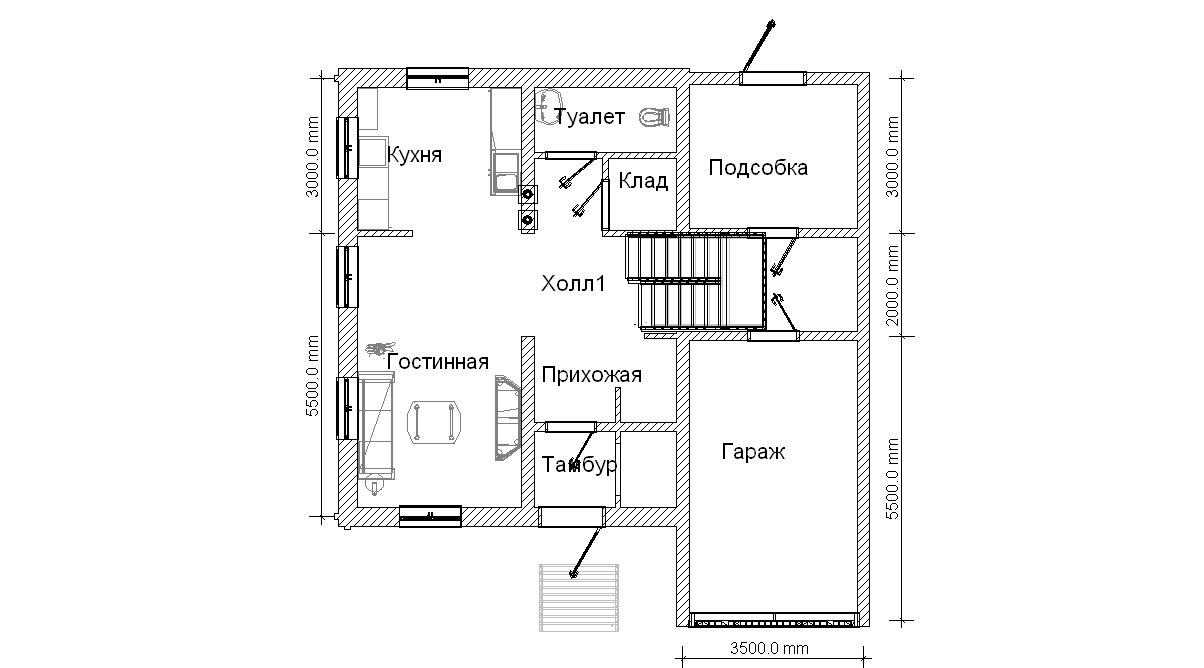 Туалет
Кухня
Клад
Подсобка
3000.0 mm
3000.0 mm
Холл1
2000.0 mm
Гостинная
Прихожая
5500.0 mm
Гараж
Тамбур
5500.0 mm
3500.0 mm